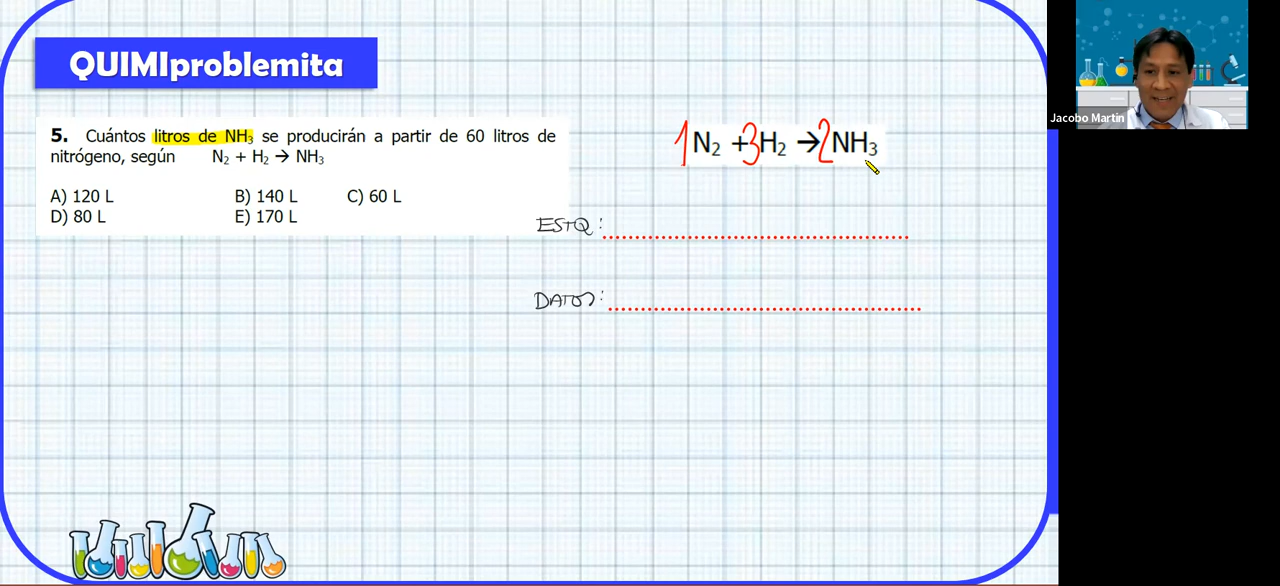 QUIMIproblemita
5. Cuántos litros de NH₃ se producirán a partir de 60 litros de
nitrógeno, según N₂ + H₂ → NH₃
A) 120 L B) 140 L C) 60 L
D) 80 L E) 170 L
1N₂ + 3H₂ → 2NH₃
ESTQ:
DATOS:
Jacobo Martin